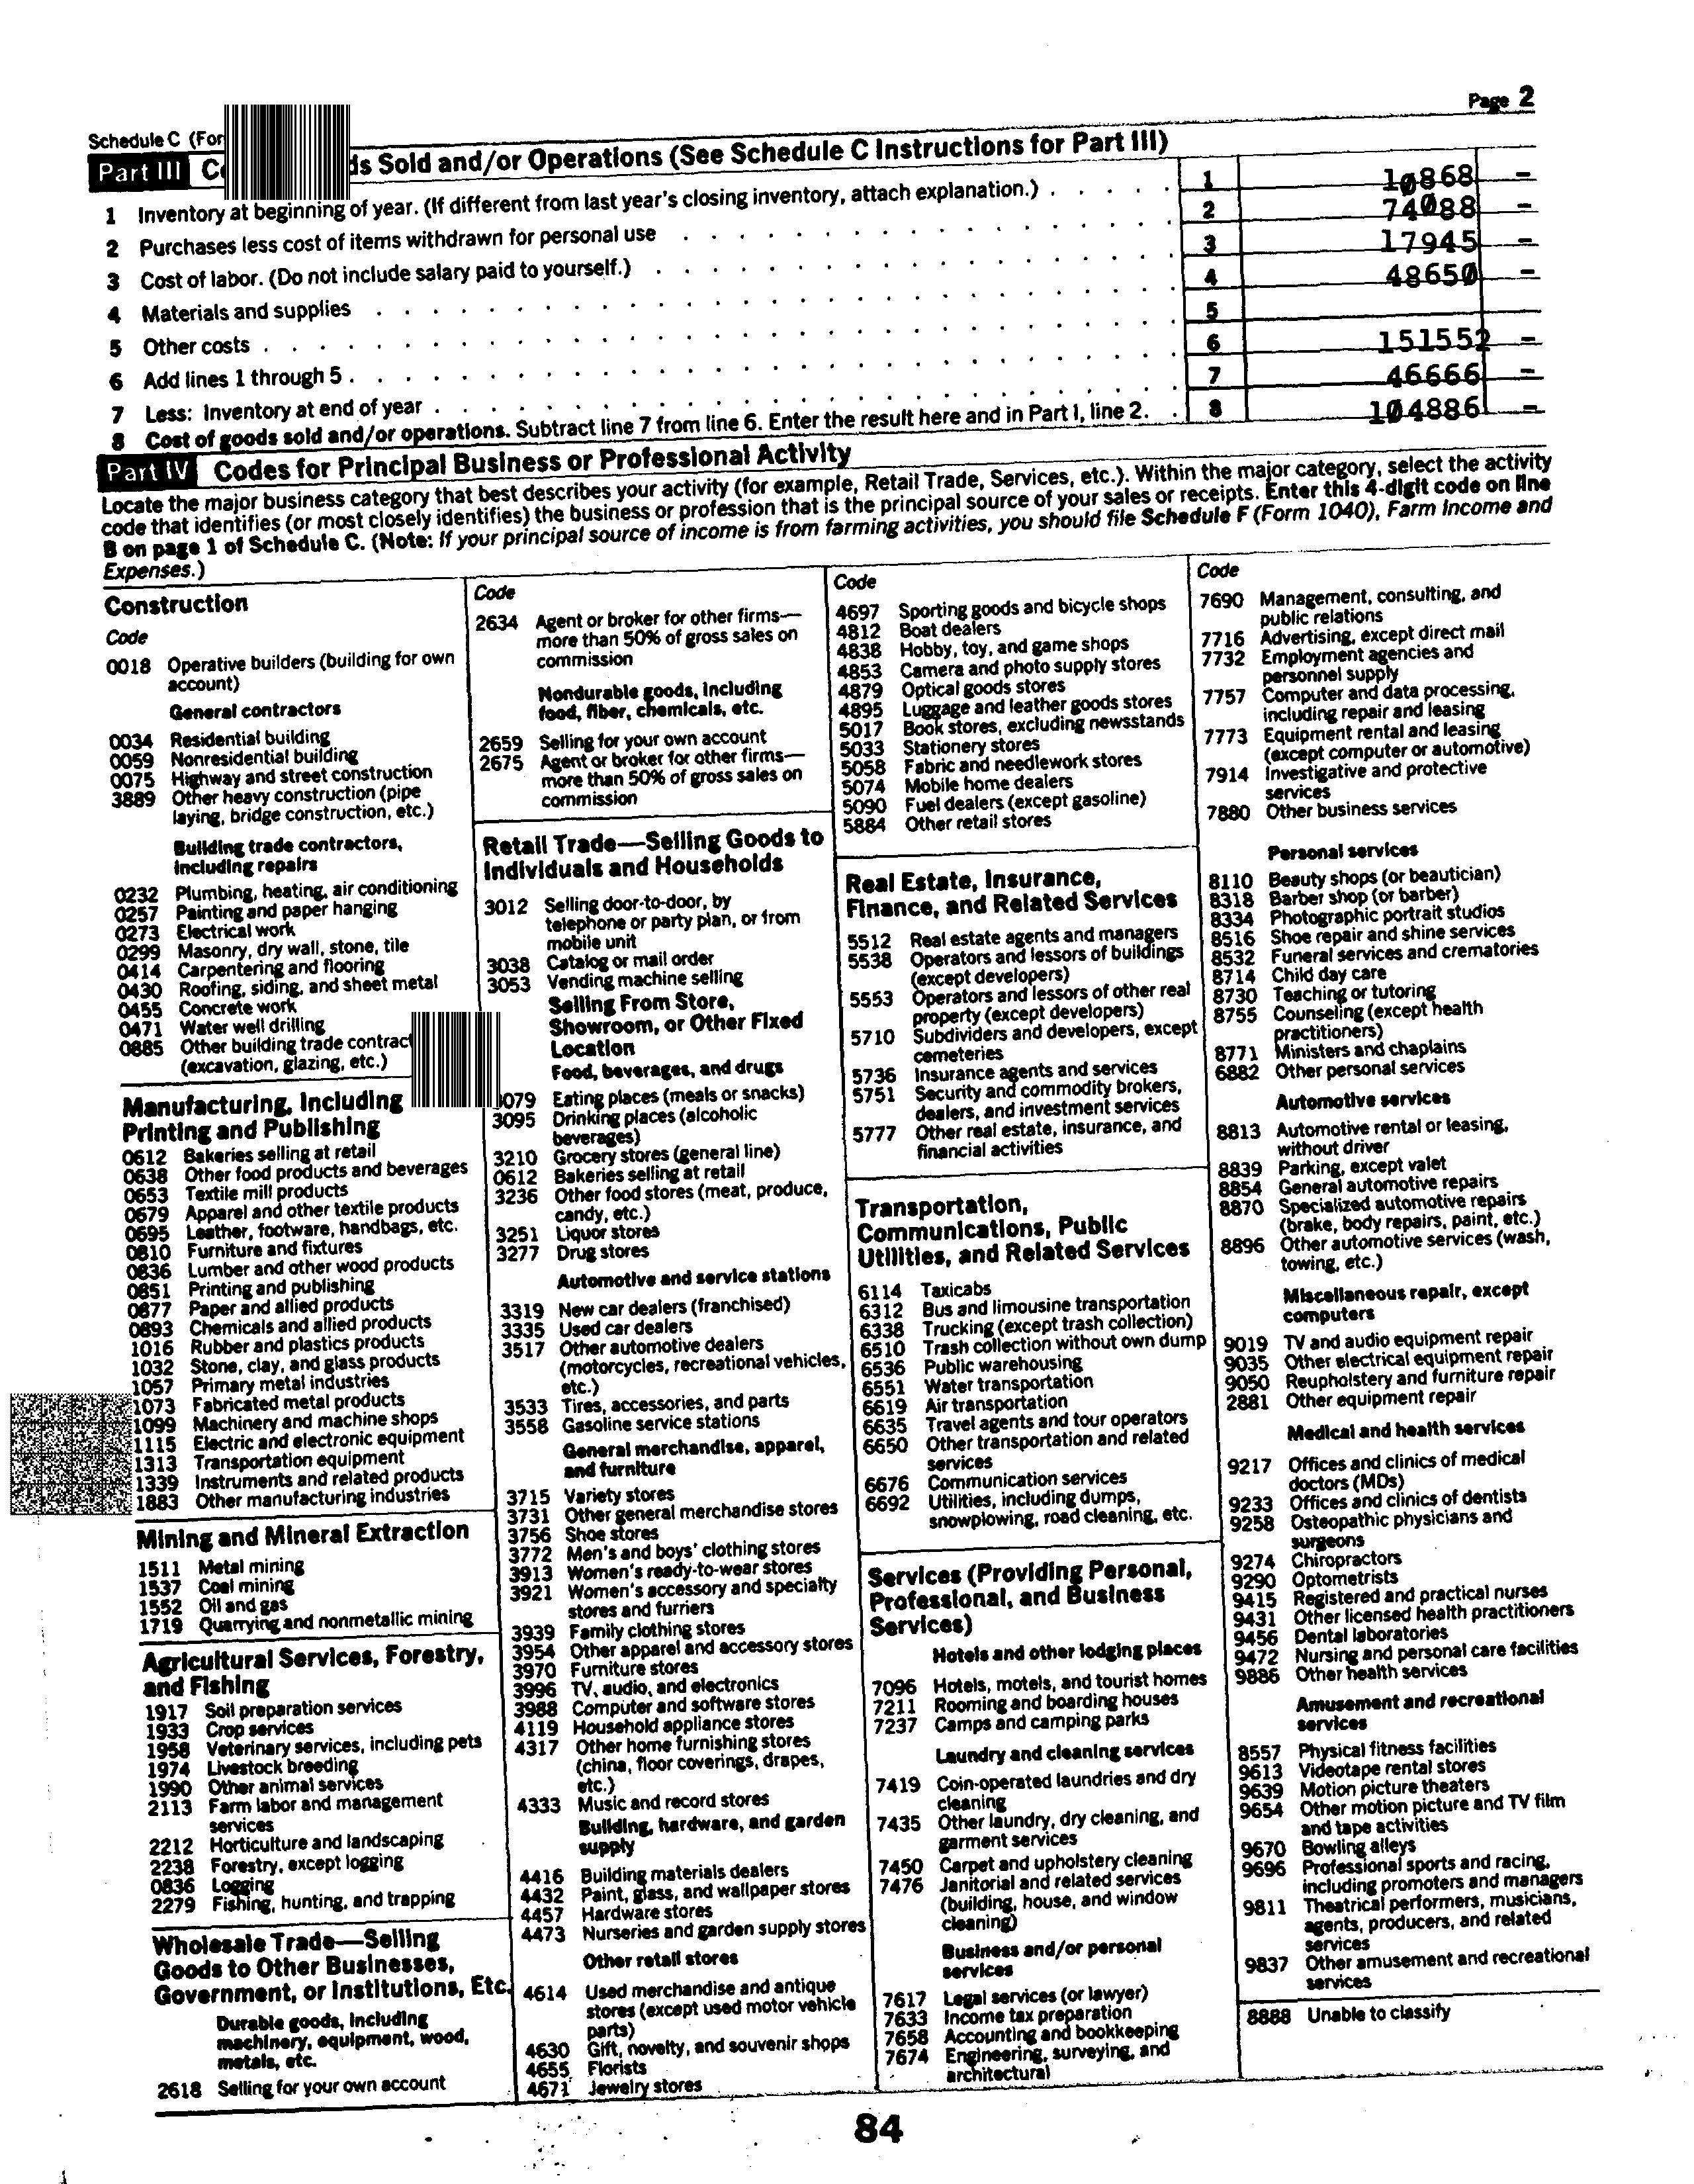 Page 2
Schedule C (For
Part III C ds Sold and/or Operations (See Schedule C Instructions for Part III)
1 Inventory at beginning of year. (If different from last year's closing inventory, attach explanation.) . . . . . 1 10868 –
2 Purchases less cost of items withdrawn for personal use 2 74088 –
3 Cost of labor. (Do not include salary paid to yourself.) 3 17945 –
4 Materials and supplies 4 48650 –
5 Other costs 5
6 Add lines 1 through 5 6 151552 –
7 Less: Inventory at end of year 7 46666 –
8 Cost of goods sold and/or operations. Subtract line 7 from line 6. Enter the result here and in Part I, line 2. . 8 104886 –
Part IV Codes for Principal Business or Professional Activity
Locate the major business category that best describes your activity (for example, Retail Trade, Services, etc.). Within the major category, select the activity
code that identifies (or most closely identifies) the business or profession that is the principal source of your sales or receipts. Enter this 4-digit code on line
B on page 1 of Schedule C. (Note: If your principal source of income is from farming activities, you should file Schedule F (Form 1040), Farm Income and
Expenses.)
Construction
Code
0018 Operative builders (building for own
account)
General contractors
0034 Residential building
0059 Nonresidential building
0075 Highway and street construction
3889 Other heavy construction (pipe
laying, bridge construction, etc.)
Building trade contractors,
including repairs
0232 Plumbing, heating, air conditioning
0257 Painting and paper hanging
0273 Electrical work
0299 Masonry, dry wall, stone, tile
0414 Carpentering and flooring
0430 Roofing, siding, and sheet metal
0455 Concrete work
0471 Water well drilling
0885 Other building trade contract
(excavation, glazing, etc.)
Manufacturing, Including
Printing and Publishing
0612 Bakeries selling at retail
0638 Other food products and beverages
0653 Textile mill products
0679 Apparel and other textile products
0695 Leather, footware, handbags, etc.
0810 Furniture and fixtures
0836 Lumber and other wood products
0851 Printing and publishing
0877 Paper and allied products
0893 Chemicals and allied products
1016 Rubber and plastics products
1032 Stone, clay, and glass products
1057 Primary metal industries
1073 Fabricated metal products
1099 Machinery and machine shops
1115 Electric and electronic equipment
1313 Transportation equipment
1339 Instruments and related products
1883 Other manufacturing industries
Mining and Mineral Extraction
1511 Metal mining
1537 Coal mining
1552 Oil and gas
1719 Quarrying and nonmetallic mining
Agricultural Services, Forestry,
and Fishing
1917 Soil preparation services
1933 Crop services
1958 Veterinary services, including pets
1974 Livestock breeding
1990 Other animal services
2113 Farm labor and management
services
2212 Horticulture and landscaping
2238 Forestry, except logging
0836 Logging
2279 Fishing, hunting, and trapping
Wholesale Trade—Selling
Goods to Other Businesses,
Government, or Institutions, Etc.
Durable goods, including
machinery, equipment, wood,
metals, etc.
2618 Selling for your own account
Code
2634 Agent or broker for other firms—
more than 50% of gross sales on
commission
Nondurable goods, including
food, fiber, chemicals, etc.
2659 Selling for your own account
2675 Agent or broker for other firms—
more than 50% of gross sales on
commission
Retail Trade—Selling Goods to
Individuals and Households
3012 Selling door-to-door, by
telephone or party plan, or from
mobile unit
3038 Catalog or mail order
3053 Vending machine selling
Selling From Store,
Showroom, or Other Fixed
Location
Food, beverages, and drugs
3079 Eating places (meals or snacks)
3095 Drinking places (alcoholic
beverages)
3210 Grocery stores (general line)
0612 Bakeries selling at retail
3236 Other food stores (meat, produce,
candy, etc.)
3251 Liquor stores
3277 Drug stores
Automotive and service stations
3319 New car dealers (franchised)
3335 Used car dealers
3517 Other automotive dealers
(motorcycles, recreational vehicles,
etc.)
3533 Tires, accessories, and parts
3558 Gasoline service stations
General merchandise, apparel,
and furniture
3715 Variety stores
3731 Other general merchandise stores
3756 Shoe stores
3772 Men's and boys' clothing stores
3913 Women's ready-to-wear stores
3921 Women's accessory and specialty
stores and furriers
3939 Family clothing stores
3954 Other apparel and accessory stores
3970 Furniture stores
3996 TV, audio, and electronics
3988 Computer and software stores
4119 Household appliance stores
4317 Other home furnishing stores
(china, floor coverings, drapes,
etc.)
4333 Music and record stores
Building, hardware, and garden
supply
4416 Building materials dealers
4432 Paint, glass, and wallpaper stores
4457 Hardware stores
4473 Nurseries and garden supply stores
Other retail stores
4614 Used merchandise and antique
stores (except used motor vehicle
parts)
4630 Gift, novelty, and souvenir shops
4655 Florists
4671 Jewelry stores
Code
4697 Sporting goods and bicycle shops
4812 Boat dealers
4838 Hobby, toy, and game shops
4853 Camera and photo supply stores
4879 Optical goods stores
4895 Luggage and leather goods stores
5017 Book stores, excluding newsstands
5033 Stationery stores
5058 Fabric and needlework stores
5074 Mobile home dealers
5090 Fuel dealers (except gasoline)
5884 Other retail stores
Real Estate, Insurance,
Finance, and Related Services
5512 Real estate agents and managers
5538 Operators and lessors of buildings
(except developers)
5553 Operators and lessors of other real
property (except developers)
5710 Subdividers and developers, except
cemeteries
5736 Insurance agents and services
5751 Security and commodity brokers,
dealers, and investment services
5777 Other real estate, insurance, and
financial activities
Transportation,
Communications, Public
Utilities, and Related Services
6114 Taxicabs
6312 Bus and limousine transportation
6338 Trucking (except trash collection)
6510 Trash collection without own dump
6536 Public warehousing
6551 Water transportation
6619 Air transportation
6635 Travel agents and tour operators
6650 Other transportation and related
services
6676 Communication services
6692 Utilities, including dumps,
snowplowing, road cleaning, etc.
Services (Providing Personal,
Professional, and Business
Services)
Hotels and other lodging places
7096 Hotels, motels, and tourist homes
7211 Rooming and boarding houses
7237 Camps and camping parks
Laundry and cleaning services
7419 Coin-operated laundries and dry
cleaning
7435 Other laundry, dry cleaning, and
garment services
7450 Carpet and upholstery cleaning
7476 Janitorial and related services
(building, house, and window
cleaning)
Business and/or personal
services
7617 Legal services (or lawyer)
7633 Income tax preparation
7658 Accounting and bookkeeping
7674 Engineering, surveying, and
architectural
Code
7690 Management, consulting, and
public relations
7716 Advertising, except direct mail
7732 Employment agencies and
personnel supply
7757 Computer and data processing,
including repair and leasing
7773 Equipment rental and leasing
(except computer or automotive)
7914 Investigative and protective
services
7880 Other business services
Personal services
8110 Beauty shops (or beautician)
8318 Barber shop (or barber)
8334 Photographic portrait studios
8516 Shoe repair and shine services
8532 Funeral services and crematories
8714 Child day care
8730 Teaching or tutoring
8755 Counseling (except health
practitioners)
8771 Ministers and chaplains
6882 Other personal services
Automotive services
8813 Automotive rental or leasing,
without driver
8839 Parking, except valet
8854 General automotive repairs
8870 Specialized automotive repairs
(brake, body repairs, paint, etc.)
8896 Other automotive services (wash,
towing, etc.)
Miscellaneous repair, except
computers
9019 TV and audio equipment repair
9035 Other electrical equipment repair
9050 Reupholstery and furniture repair
2881 Other equipment repair
Medical and health services
9217 Offices and clinics of medical
doctors (MDs)
9233 Offices and clinics of dentists
9258 Osteopathic physicians and
surgeons
9274 Chiropractors
9290 Optometrists
9415 Registered and practical nurses
9431 Other licensed health practitioners
9456 Dental laboratories
9472 Nursing and personal care facilities
9886 Other health services
Amusement and recreational
services
8557 Physical fitness facilities
9613 Videotape rental stores
9639 Motion picture theaters
9654 Other motion picture and TV film
and tape activities
9670 Bowling alleys
9696 Professional sports and racing,
including promoters and managers
9811 Theatrical performers, musicians,
agents, producers, and related
services
9837 Other amusement and recreational
services
8888 Unable to classify
84